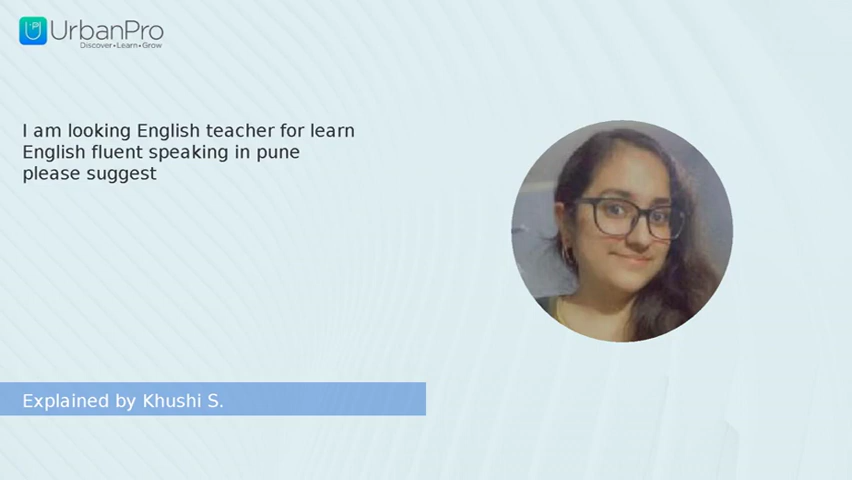 UrbanPro
Discover•Learn•Grow
I am looking English teacher for learn
English fluent speaking in pune
please suggest
Explained by Khushi S.